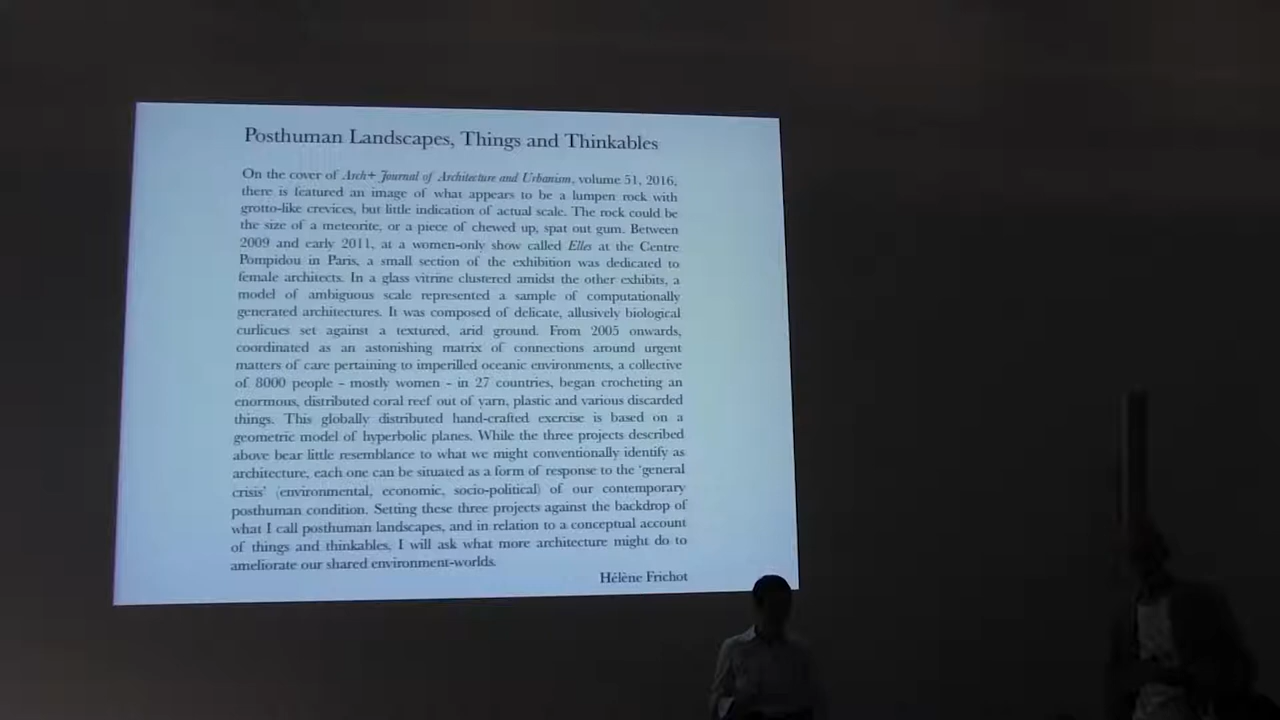 Posthuman Landscapes, Things and Thinkables
On the cover of Arch+ Journal of Architecture and Urbanism, volume 51, 2016,
there is featured an image of what appears to be a lumpen rock with
grotto-like crevices, but little indication of actual scale. The rock could be
the size of a meteorite, or a piece of chewed up, spat out gum. Between
2009 and early 2011, at a women-only show called Elles at the Centre
Pompidou in Paris, a small section of the exhibition was dedicated to
female architects. In a glass vitrine clustered amidst the other exhibits, a
model of ambiguous scale represented a sample of computationally
generated architectures. It was composed of delicate, allusively biological
curlicues set against a textured, arid ground. From 2005 onwards,
coordinated as an astonishing matrix of connections around urgent
matters of care pertaining to imperilled oceanic environments, a collective
of 8000 people – mostly women – in 27 countries, began crocheting an
enormous, distributed coral reef out of yarn, plastic and various discarded
things. This globally distributed hand-crafted exercise is based on a
geometric model of hyperbolic planes. While the three projects described
above bear little resemblance to what we might conventionally identify as
architecture, each one can be situated as a form of response to the 'general
crisis' (environmental, economic, socio-political) of our contemporary
posthuman condition. Setting these three projects against the backdrop of
what I call posthuman landscapes, and in relation to a conceptual account
of things and thinkables, I will ask what more architecture might do to
ameliorate our shared environment-worlds.
Hélène Frichot